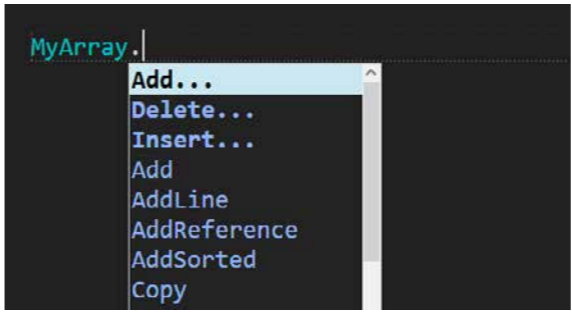 MyArray.
Add...
Delete...
Insert...
Add
AddLine
AddReference
AddSorted
Copy